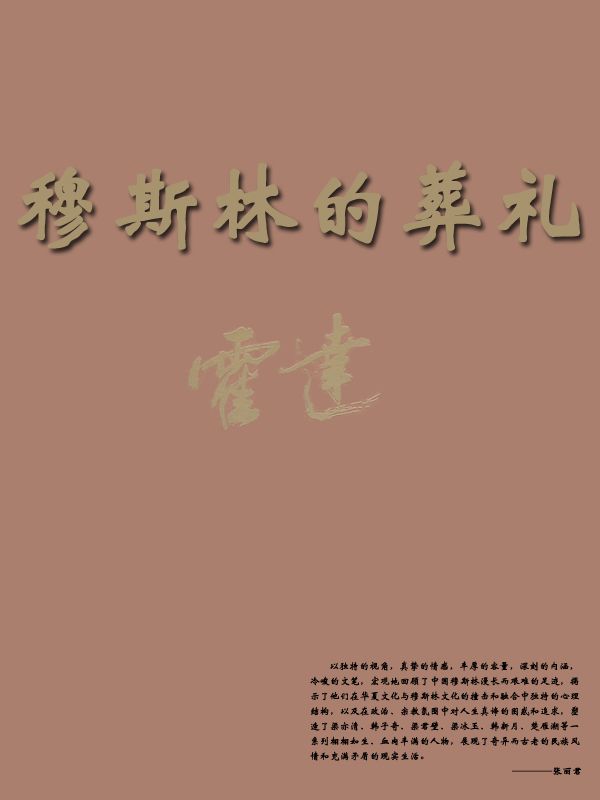 穆斯林的葬礼
霍達
以独特的视角，真挚的情感，丰厚的容量，深刻的内涵，
冷峻的文笔，宏观地回顾了中国穆斯林漫长而艰难的足迹，揭
示了他们在华夏文化与穆斯林文化的撞击和融合中独特的心理
结构，以及在政治、宗教氛围中对人生真谛的困惑和追求，塑
造了梁亦清、韩子奇、梁君璧、梁冰玉、韩新月、楚雁潮等一
系列栩栩如生、血肉丰满的人物，展现了奇异而古老的民族风
情和充满矛盾的现实生活。
————张丽君